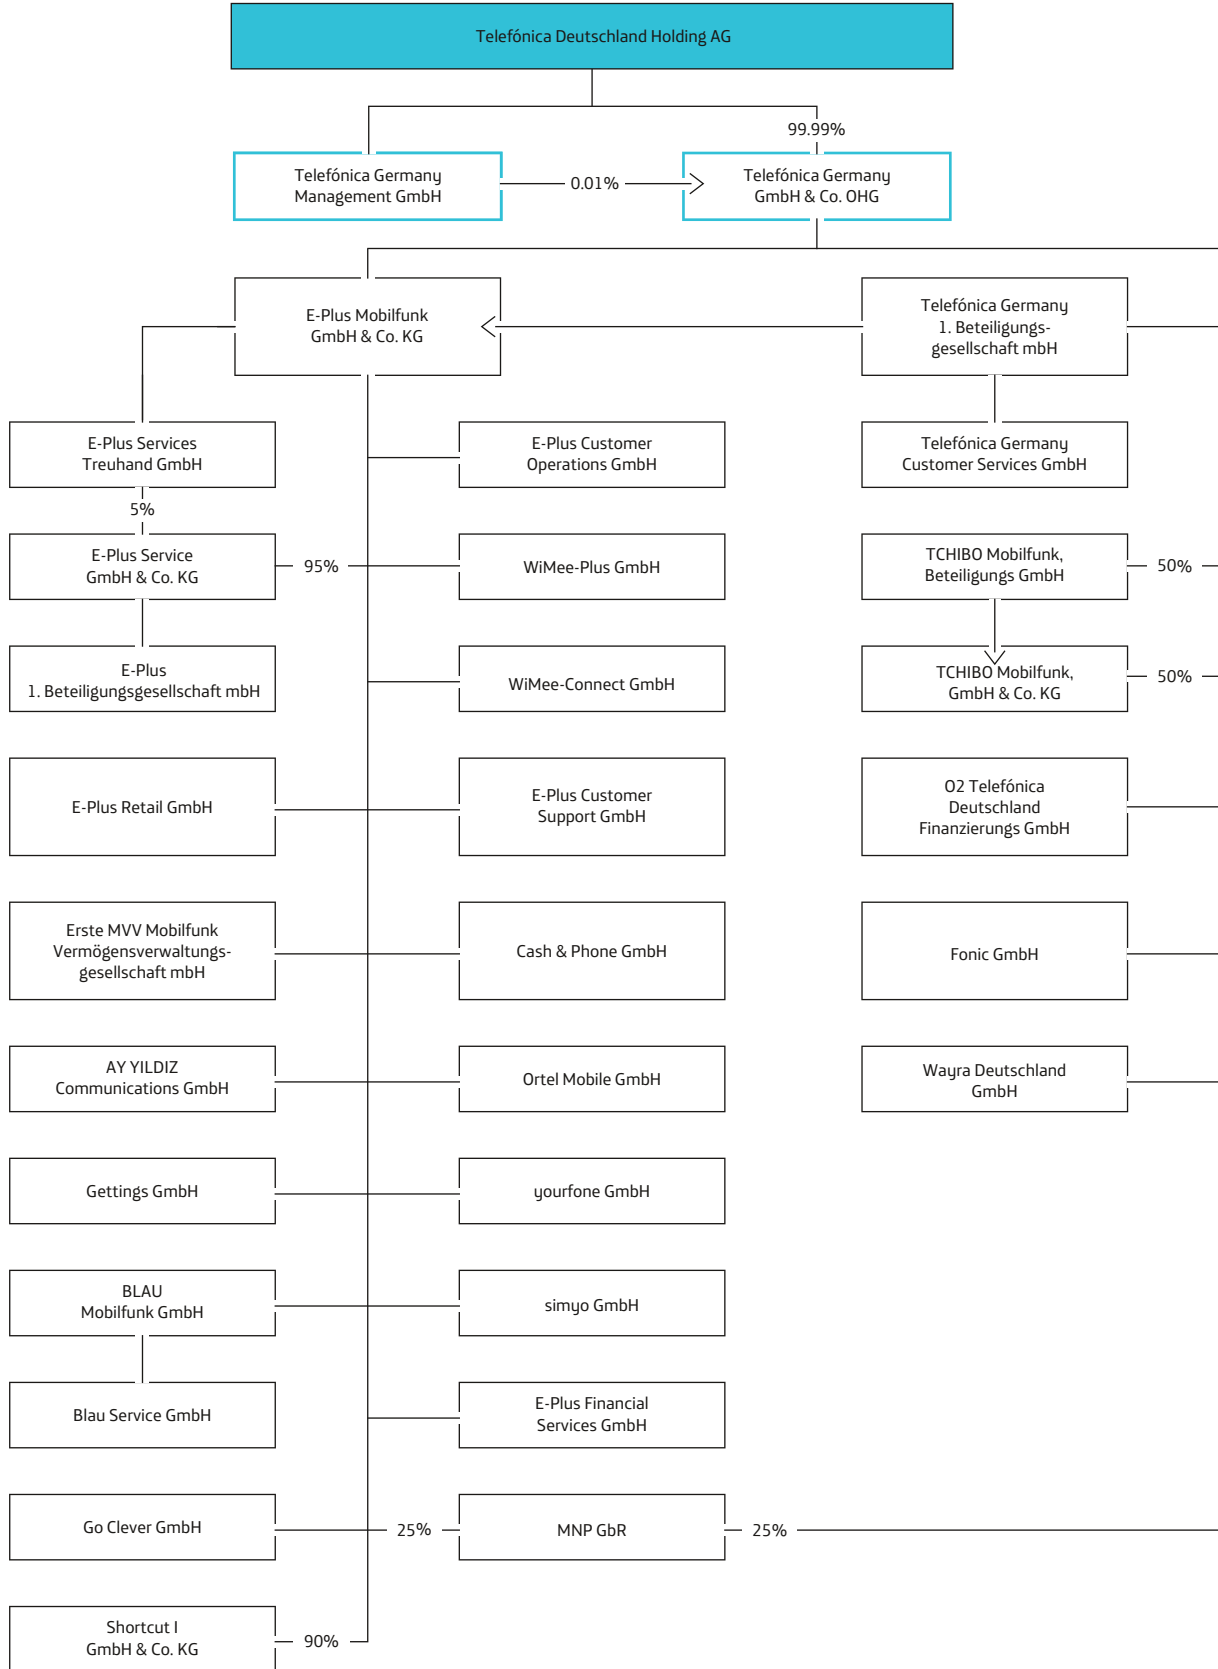 Telefónica Deutschland Holding AG
99.99%
Telefónica Germany
Management GmbH
0.01%
Telefónica Germany
GmbH & Co. OHG
E-Plus Mobilfunk
GmbH & Co. KG
Telefónica Germany
1. Beteiligungs-
gesellschaft mbH
E-Plus Services
Treuhand GmbH
E-Plus Customer
Operations GmbH
Telefónica Germany
Customer Services GmbH
5%
E-Plus Service
GmbH & Co. KG
95%
WiMee-Plus GmbH
TCHIBO Mobilfunk,
Beteiligungs GmbH
50%
E-Plus
1. Beteiligungsgesellschaft mbH
WiMee-Connect GmbH
TCHIBO Mobilfunk,
GmbH & Co. KG
50%
E-Plus Retail GmbH
E-Plus Customer
Support GmbH
O2 Telefónica
Deutschland
Finanzierungs GmbH
Erste MVV Mobilfunk
Vermögensverwaltungs-
gesellschaft mbH
Cash & Phone GmbH
Fonic GmbH
AY YILDIZ
Communications GmbH
Ortel Mobile GmbH
Wayra Deutschland
GmbH
Gettings GmbH
yourfone GmbH
BLAU
Mobilfunk GmbH
simyo GmbH
Blau Service GmbH
E-Plus Financial
Services GmbH
Go Clever GmbH
25%
MNP GbR
25%
Shortcut I
GmbH & Co. KG
90%